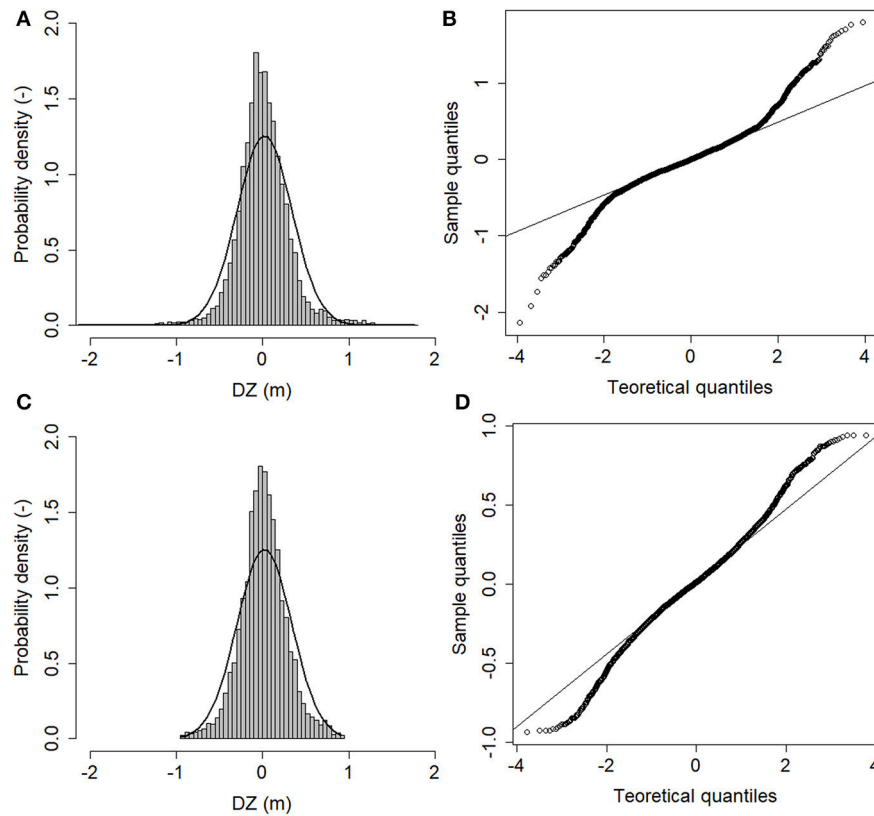 A
Probability density (-)
2.0
1.5
1.0
0.5
0.0
-2 -1 0 1 2
DZ (m)
B
Sample quantiles
1
0
-1
-2
-4 -2 0 2 4
Teoretical quantiles
C
Probability density (-)
2.0
1.5
1.0
0.5
0.0
-2 -1 0 1 2
DZ (m)
D
Sample quantiles
1.0
0.5
0.0
-0.5
-1.0
-4 -2 0 2 4
Teoretical quantiles